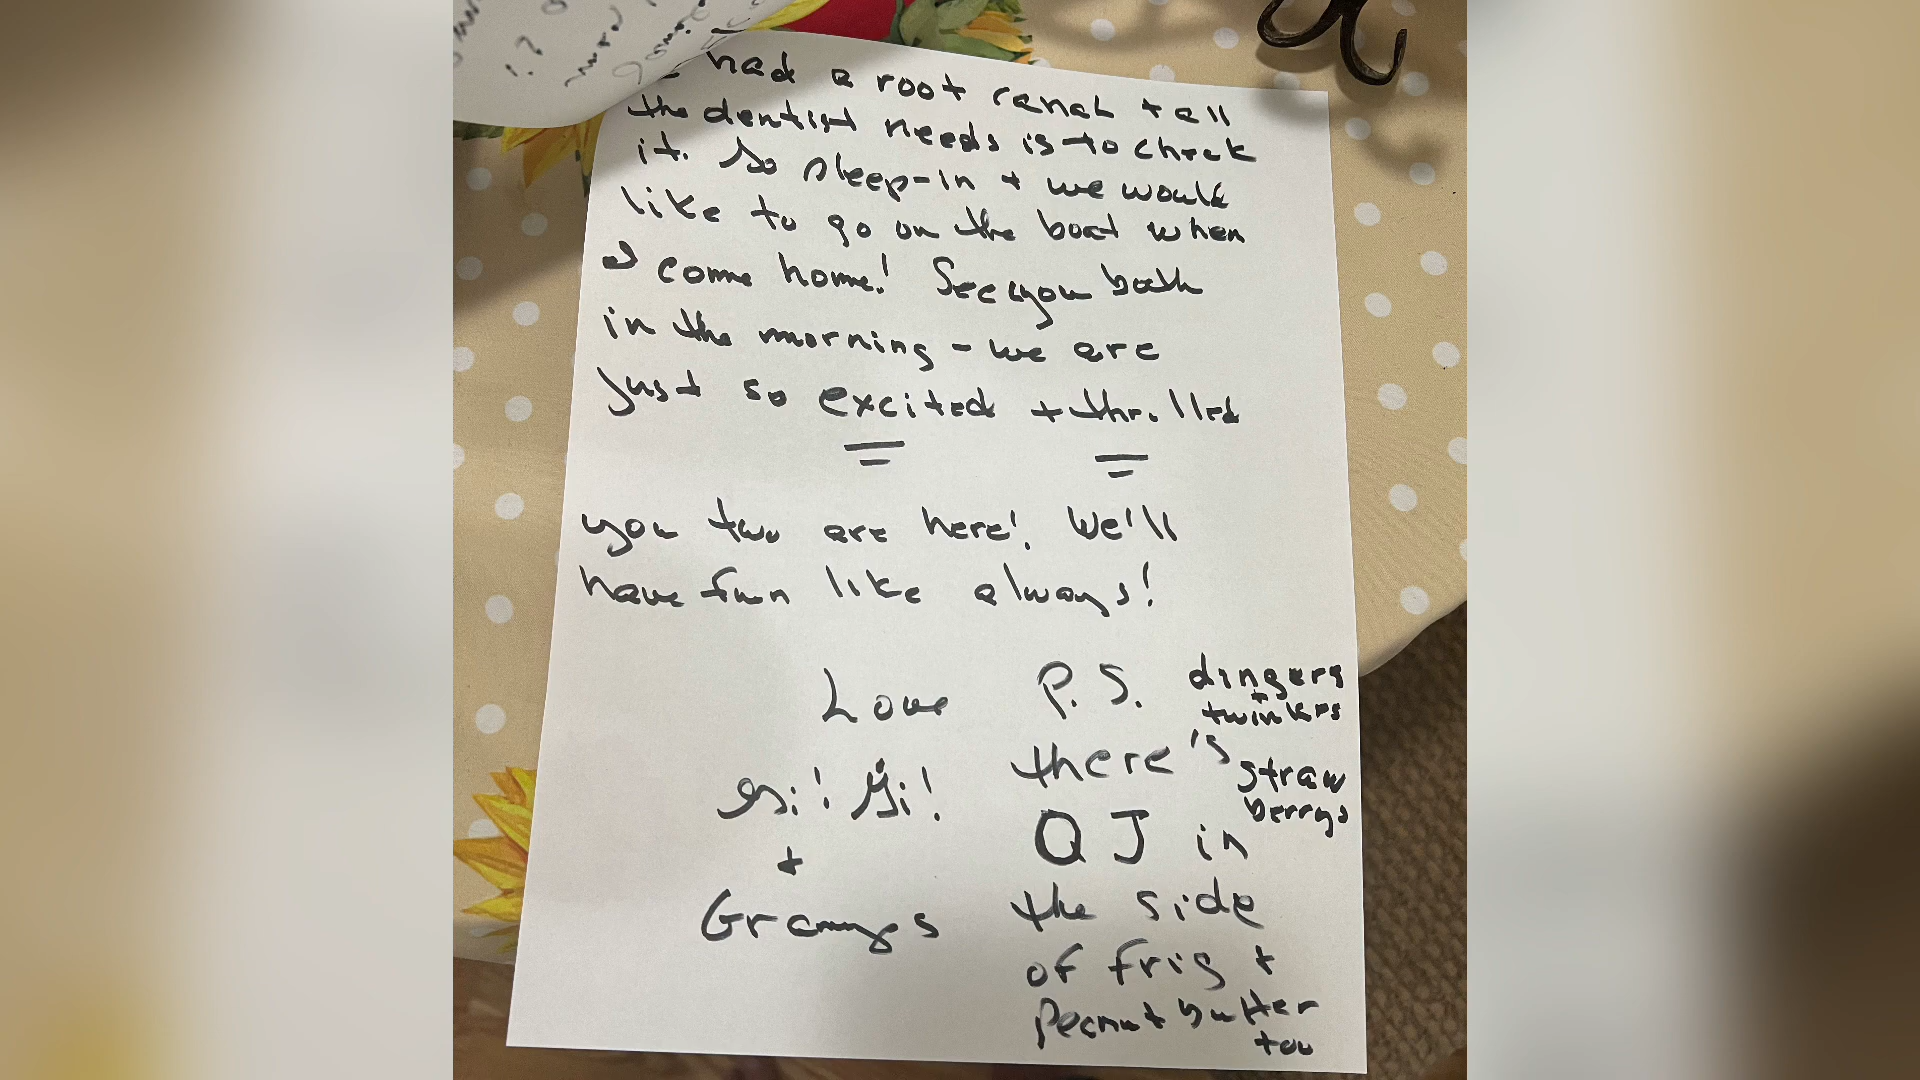 I had a root canal + all
the dentist needs is to check
it. So sleep-in + we would
like to go on the boat when
I come home! See you both
in the morning - we are
just so excited + thrilled
you two are here! We'll
have fun like always!
Love
Gi! Gi!
+
Gramps
P.S.
there's
OJ in
the side
of frig +
Peanut butter
too
dingers
+
twinkes
straw
berrys